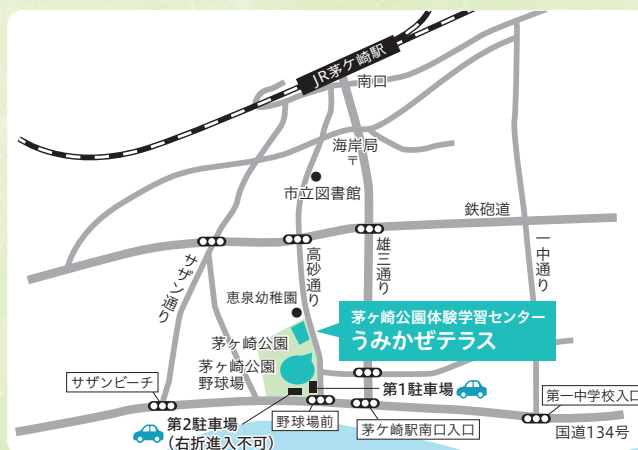 JR茅ケ崎駅
南口
海岸局
〒
市立図書館
鉄砲道
サザン通り
高砂通り
雄三通り
一中通り
恵泉幼稚園
茅ヶ崎公園体験学習センター
うみかぜテラス
茅ヶ崎公園
茅ヶ崎公園
野球場
サザンビーチ
第1駐車場
第一中学校入口
第2駐車場
(右折進入不可)
野球場前
茅ケ崎駅南口入口
国道134号